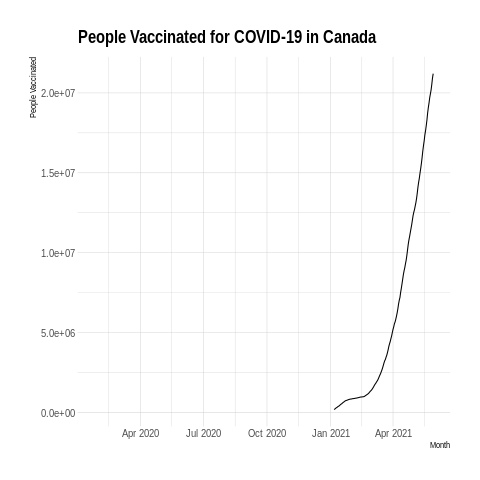 People Vaccinated for COVID-19 in Canada
People Vaccinated
2.0e+07
1.5e+07
1.0e+07
5.0e+06
0.0e+00
Apr 2020 Jul 2020 Oct 2020 Jan 2021 Apr 2021
Month